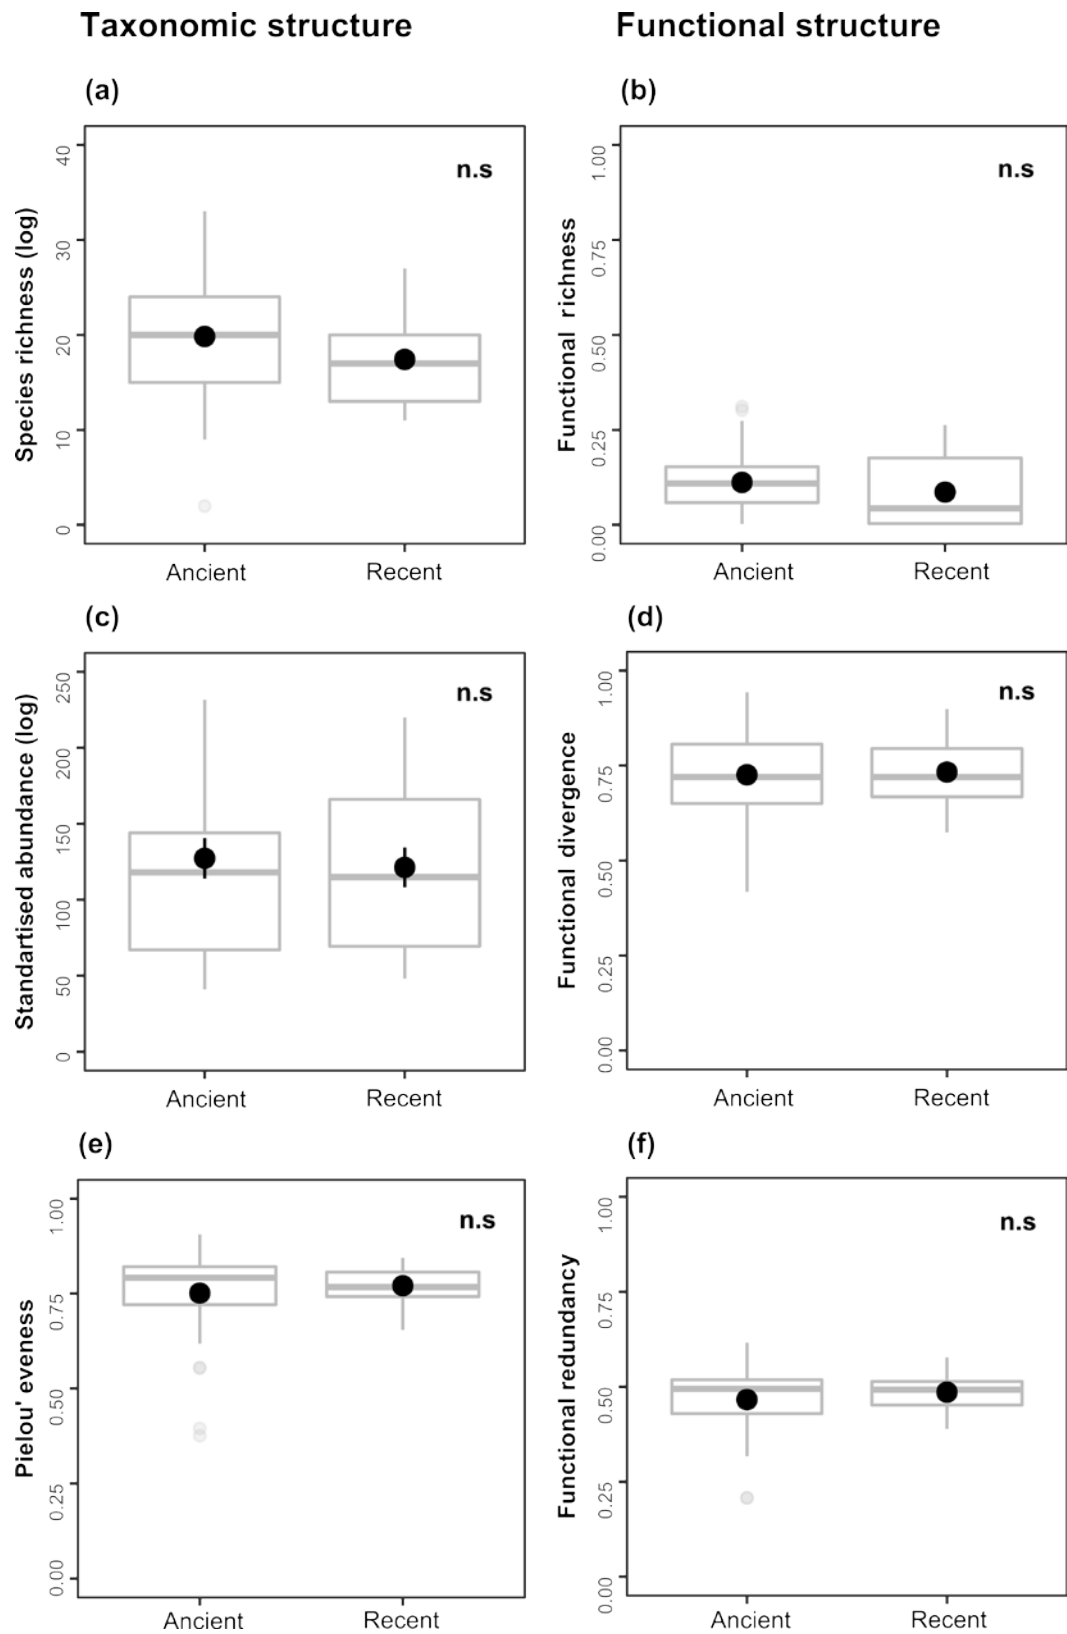 Taxonomic structure
Functional structure
(a)
(b)
n.s
n.s
Species richness (log)
40
30
20
10
0
Functional richness
1.00
0.75
0.50
0.25
0.00
Ancient
Recent
Ancient
Recent
(c)
(d)
n.s
n.s
Standartised abundance (log)
250
200
150
100
50
0
Functional divergence
1.00
0.75
0.50
0.25
0.00
Ancient
Recent
Ancient
Recent
(e)
(f)
n.s
n.s
Pielou' eveness
1.00
0.75
0.50
0.25
0.00
Functional redundancy
1.00
0.75
0.50
0.25
0.00
Ancient
Recent
Ancient
Recent